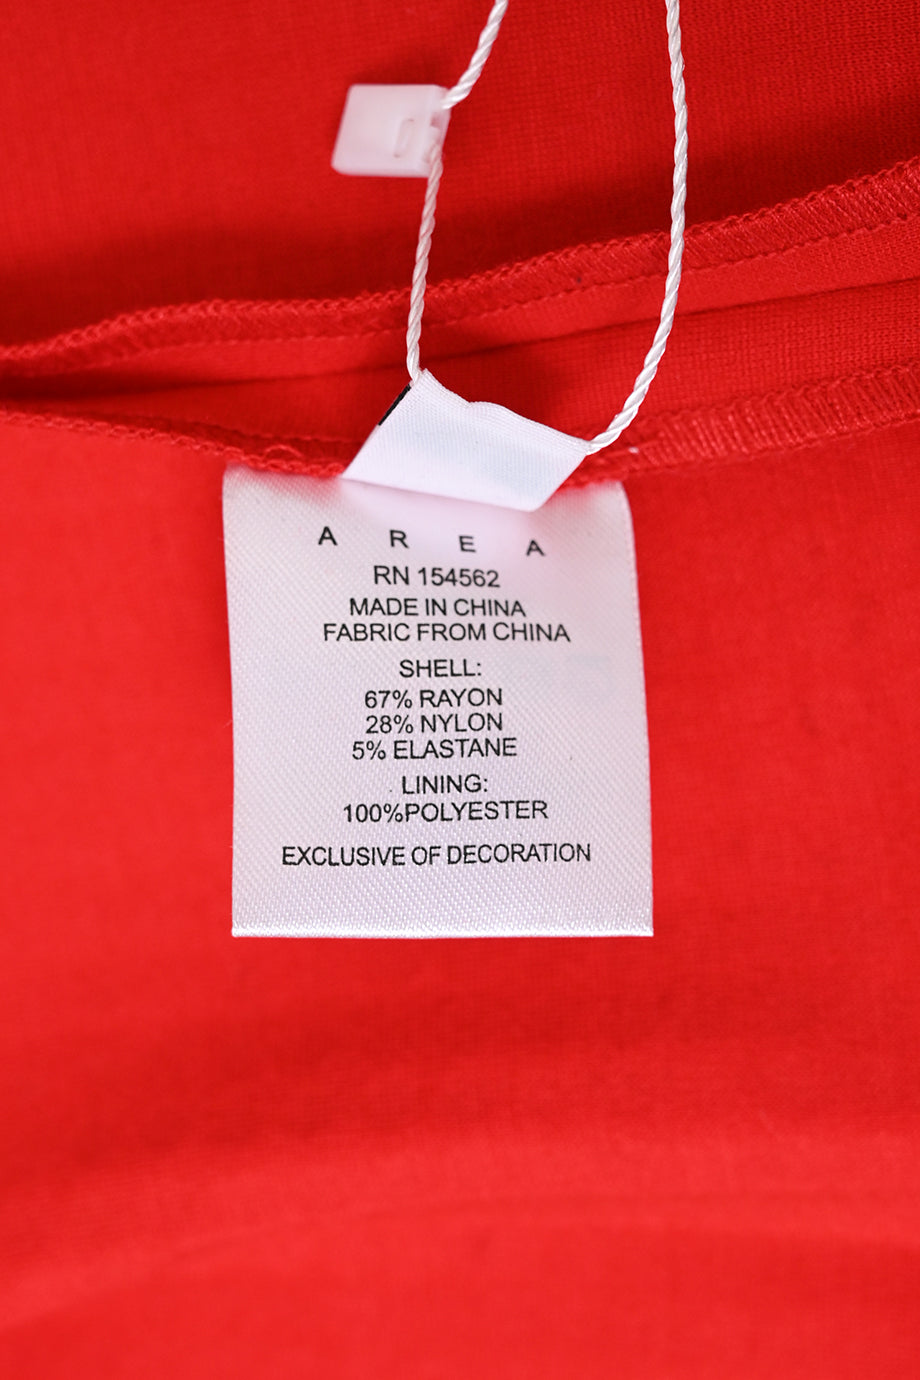 A R E A
RN 154562
MADE IN CHINA
FABRIC FROM CHINA
SHELL:
67% RAYON
28% NYLON
5% ELASTANE
LINING:
100%POLYESTER
EXCLUSIVE OF DECORATION